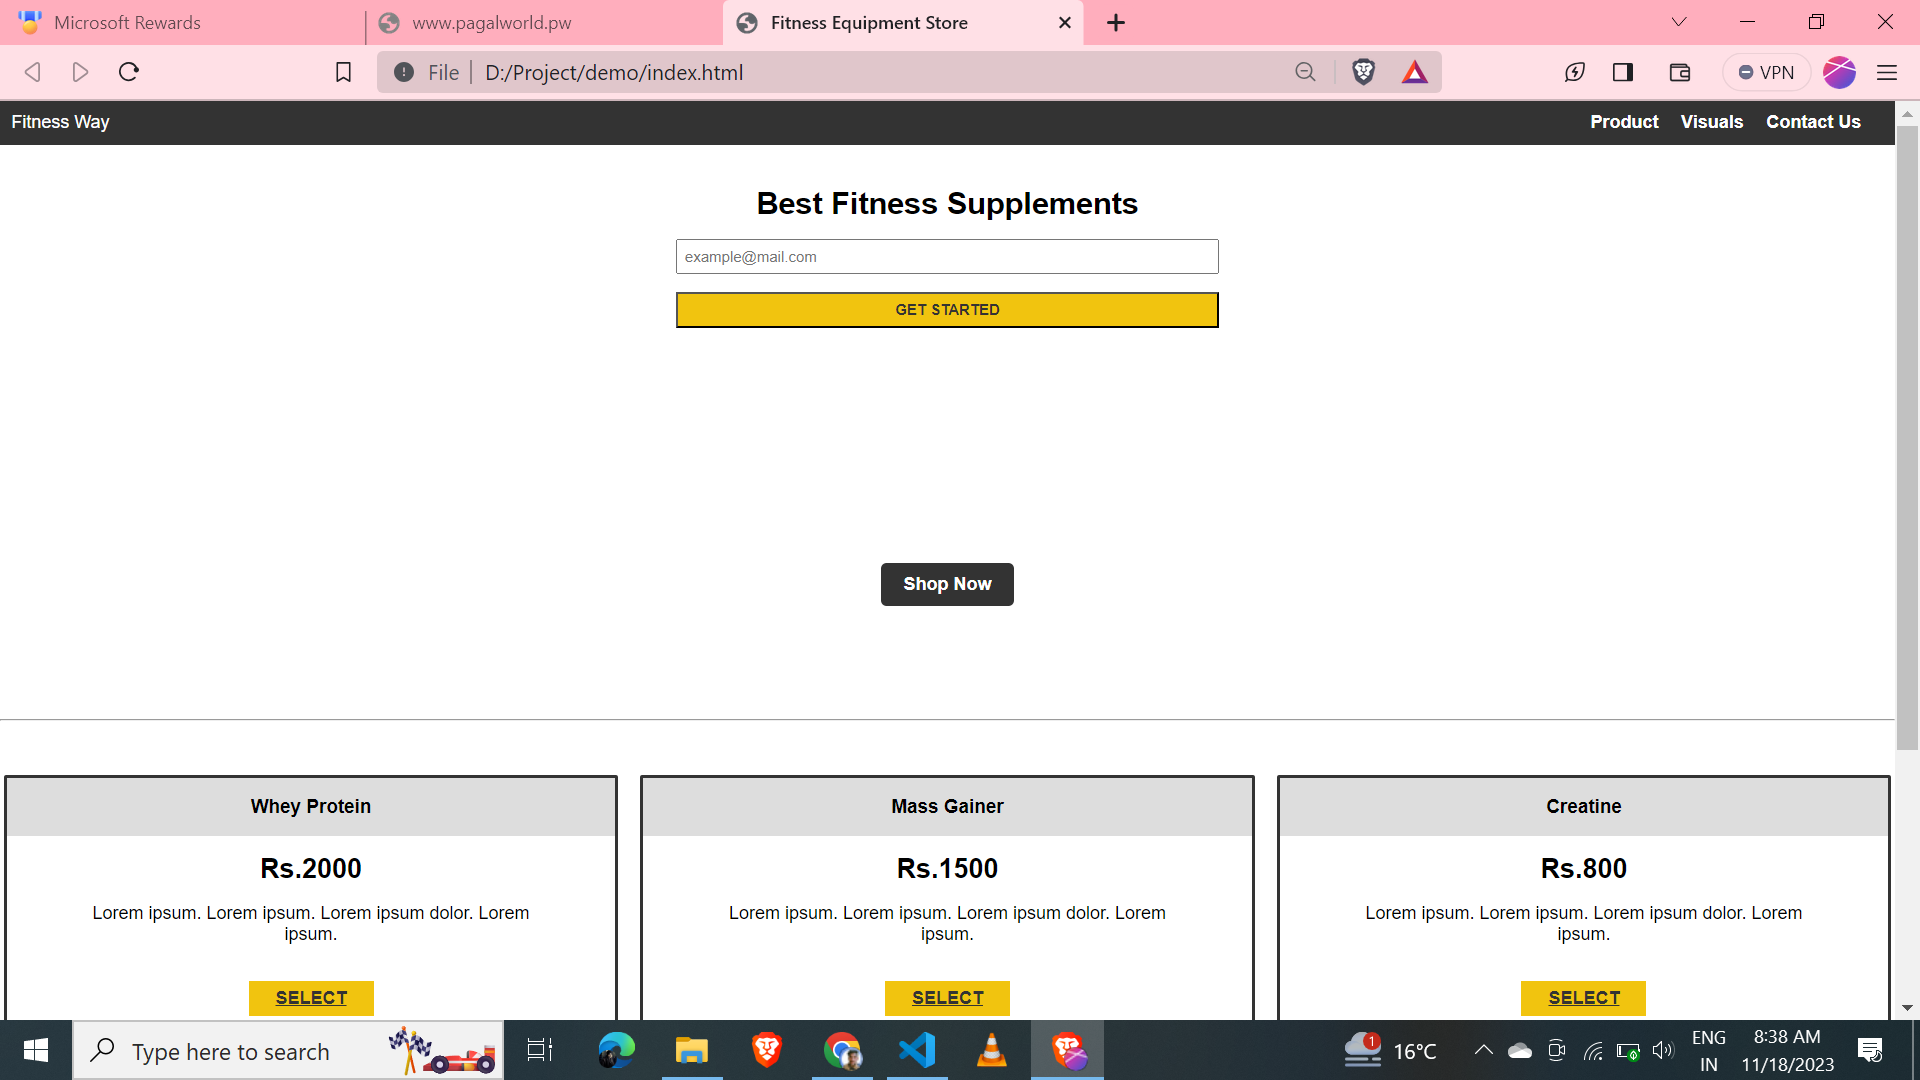 Microsoft Rewards
www.pagalworld.pw
Fitness Equipment Store
File
D:/Project/demo/index.html
VPN
Fitness Way
Product
Visuals
Contact Us
Best Fitness Supplements
example@mail.com
GET STARTED
Shop Now
Whey Protein
Mass Gainer
Creatine
Rs.2000
Rs.1500
Rs.800
Lorem ipsum. Lorem ipsum. Lorem ipsum dolor. Lorem
ipsum.
Lorem ipsum. Lorem ipsum. Lorem ipsum dolor. Lorem
ipsum.
Lorem ipsum. Lorem ipsum. Lorem ipsum dolor. Lorem
ipsum.
SELECT
SELECT
SELECT
Type here to search
1
16°C
ENG
IN
8:38 AM
11/18/2023